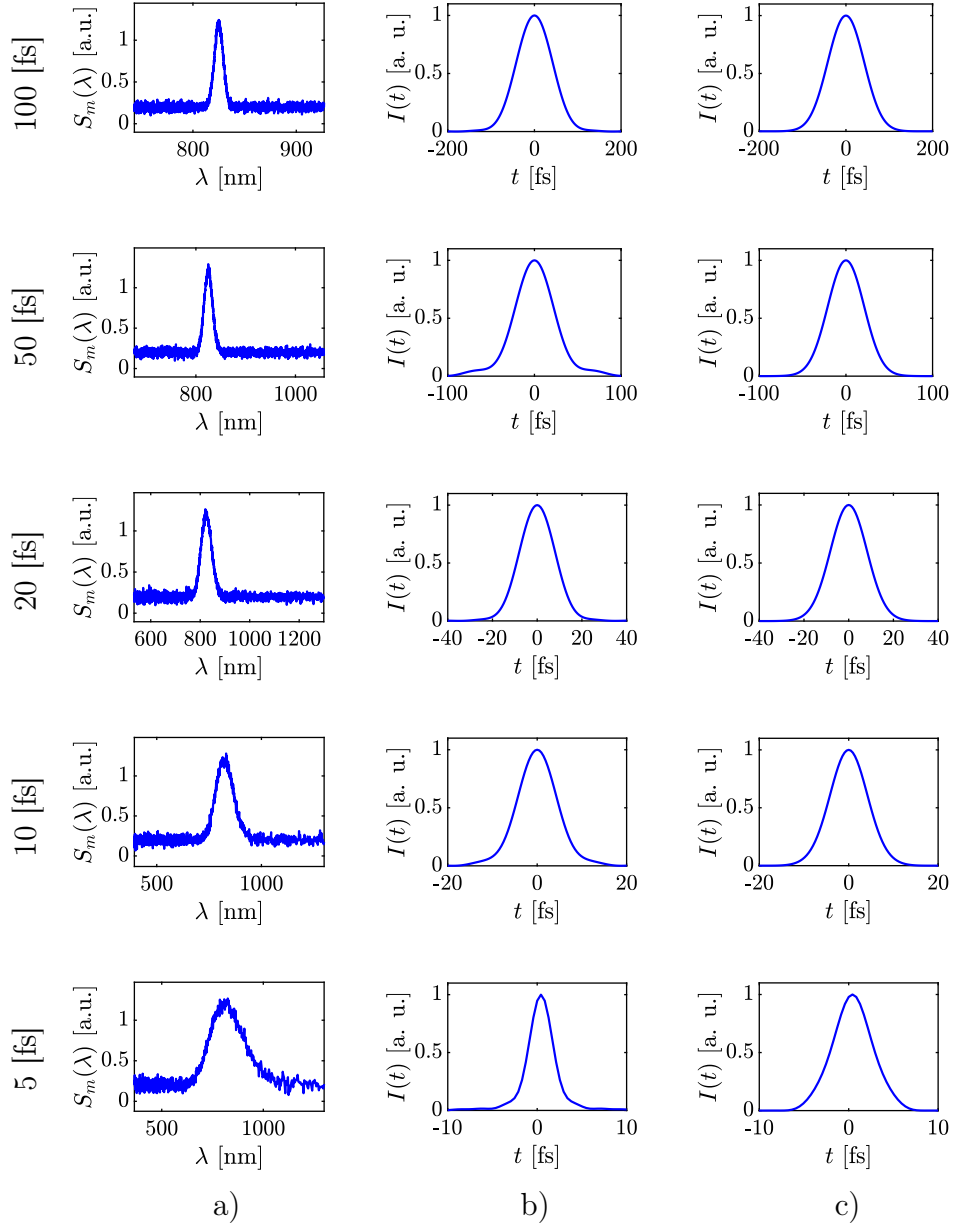 100 [fs]
S_m(λ) [a.u.]
1
0.5
0
800 900
λ [nm]
I(t) [a. u.]
1
0.5
0
-200 0 200
t [fs]
I(t) [a. u.]
1
0.5
0
-200 0 200
t [fs]
50 [fs]
S_m(λ) [a.u.]
1
0.5
0
800 1000
λ [nm]
I(t) [a. u.]
1
0.5
0
-100 0 100
t [fs]
I(t) [a. u.]
1
0.5
0
-100 0 100
t [fs]
20 [fs]
S_m(λ) [a.u.]
1
0.5
0
600 800 1000 1200
λ [nm]
I(t) [a. u.]
1
0.5
0
-40 -20 0 20 40
t [fs]
I(t) [a. u.]
1
0.5
0
-40 -20 0 20 40
t [fs]
10 [fs]
S_m(λ) [a.u.]
1
0.5
0
500 1000
λ [nm]
I(t) [a. u.]
1
0.5
0
-20 0 20
t [fs]
I(t) [a. u.]
1
0.5
0
-20 0 20
t [fs]
5 [fs]
S_m(λ) [a.u.]
1
0.5
0
500 1000
λ [nm]
I(t) [a. u.]
1
0.5
0
-10 0 10
t [fs]
I(t) [a. u.]
1
0.5
0
-10 0 10
t [fs]
a) b) c)